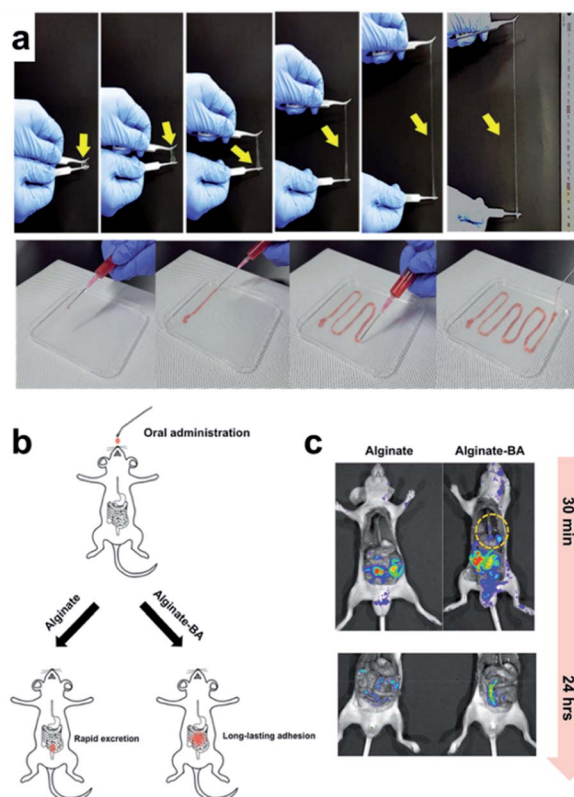 a
b
Oral administration
Alginate
Alginate-BA
Rapid excretion
Long-lasting adhesion
c
Alginate
Alginate-BA
30 min
24 hrs